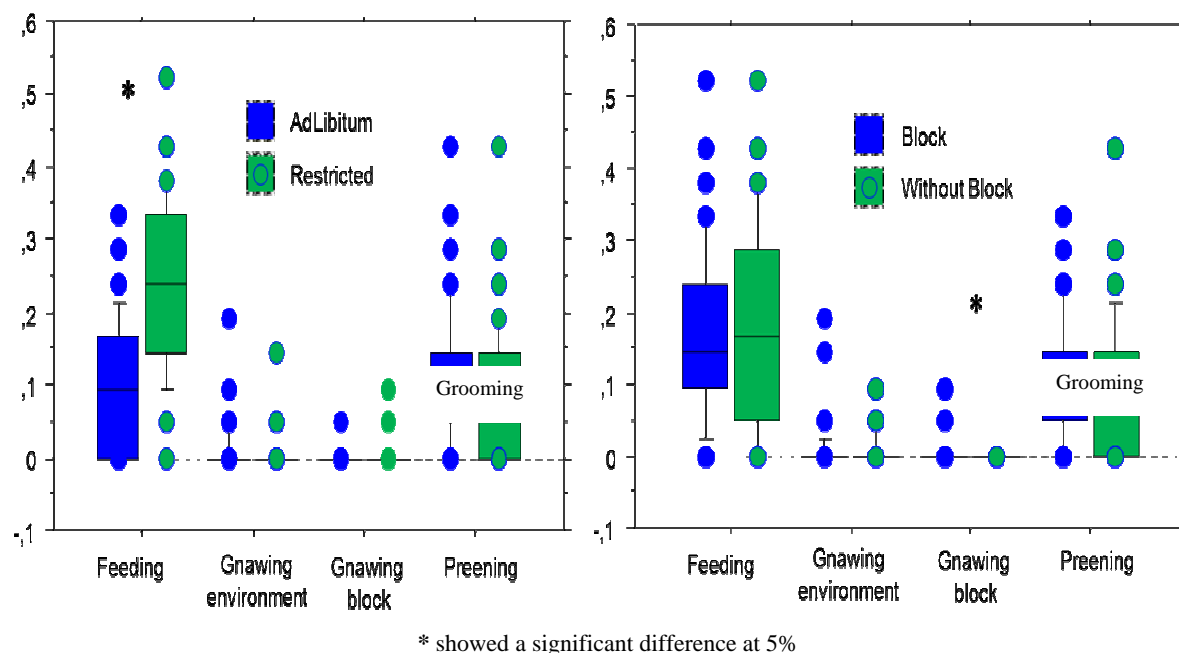 ,6
,5
,4
,3
,2
,1
0
-,1
*
AdLibitum
Restricted
Grooming
Feeding
Gnawing
environment
Gnawing
block
Preening
,6
,5
,4
,3
,2
,1
0
-,1
Block
Without Block
*
Grooming
Feeding
Gnawing
environment
Gnawing
block
Preening
* showed a significant difference at 5%